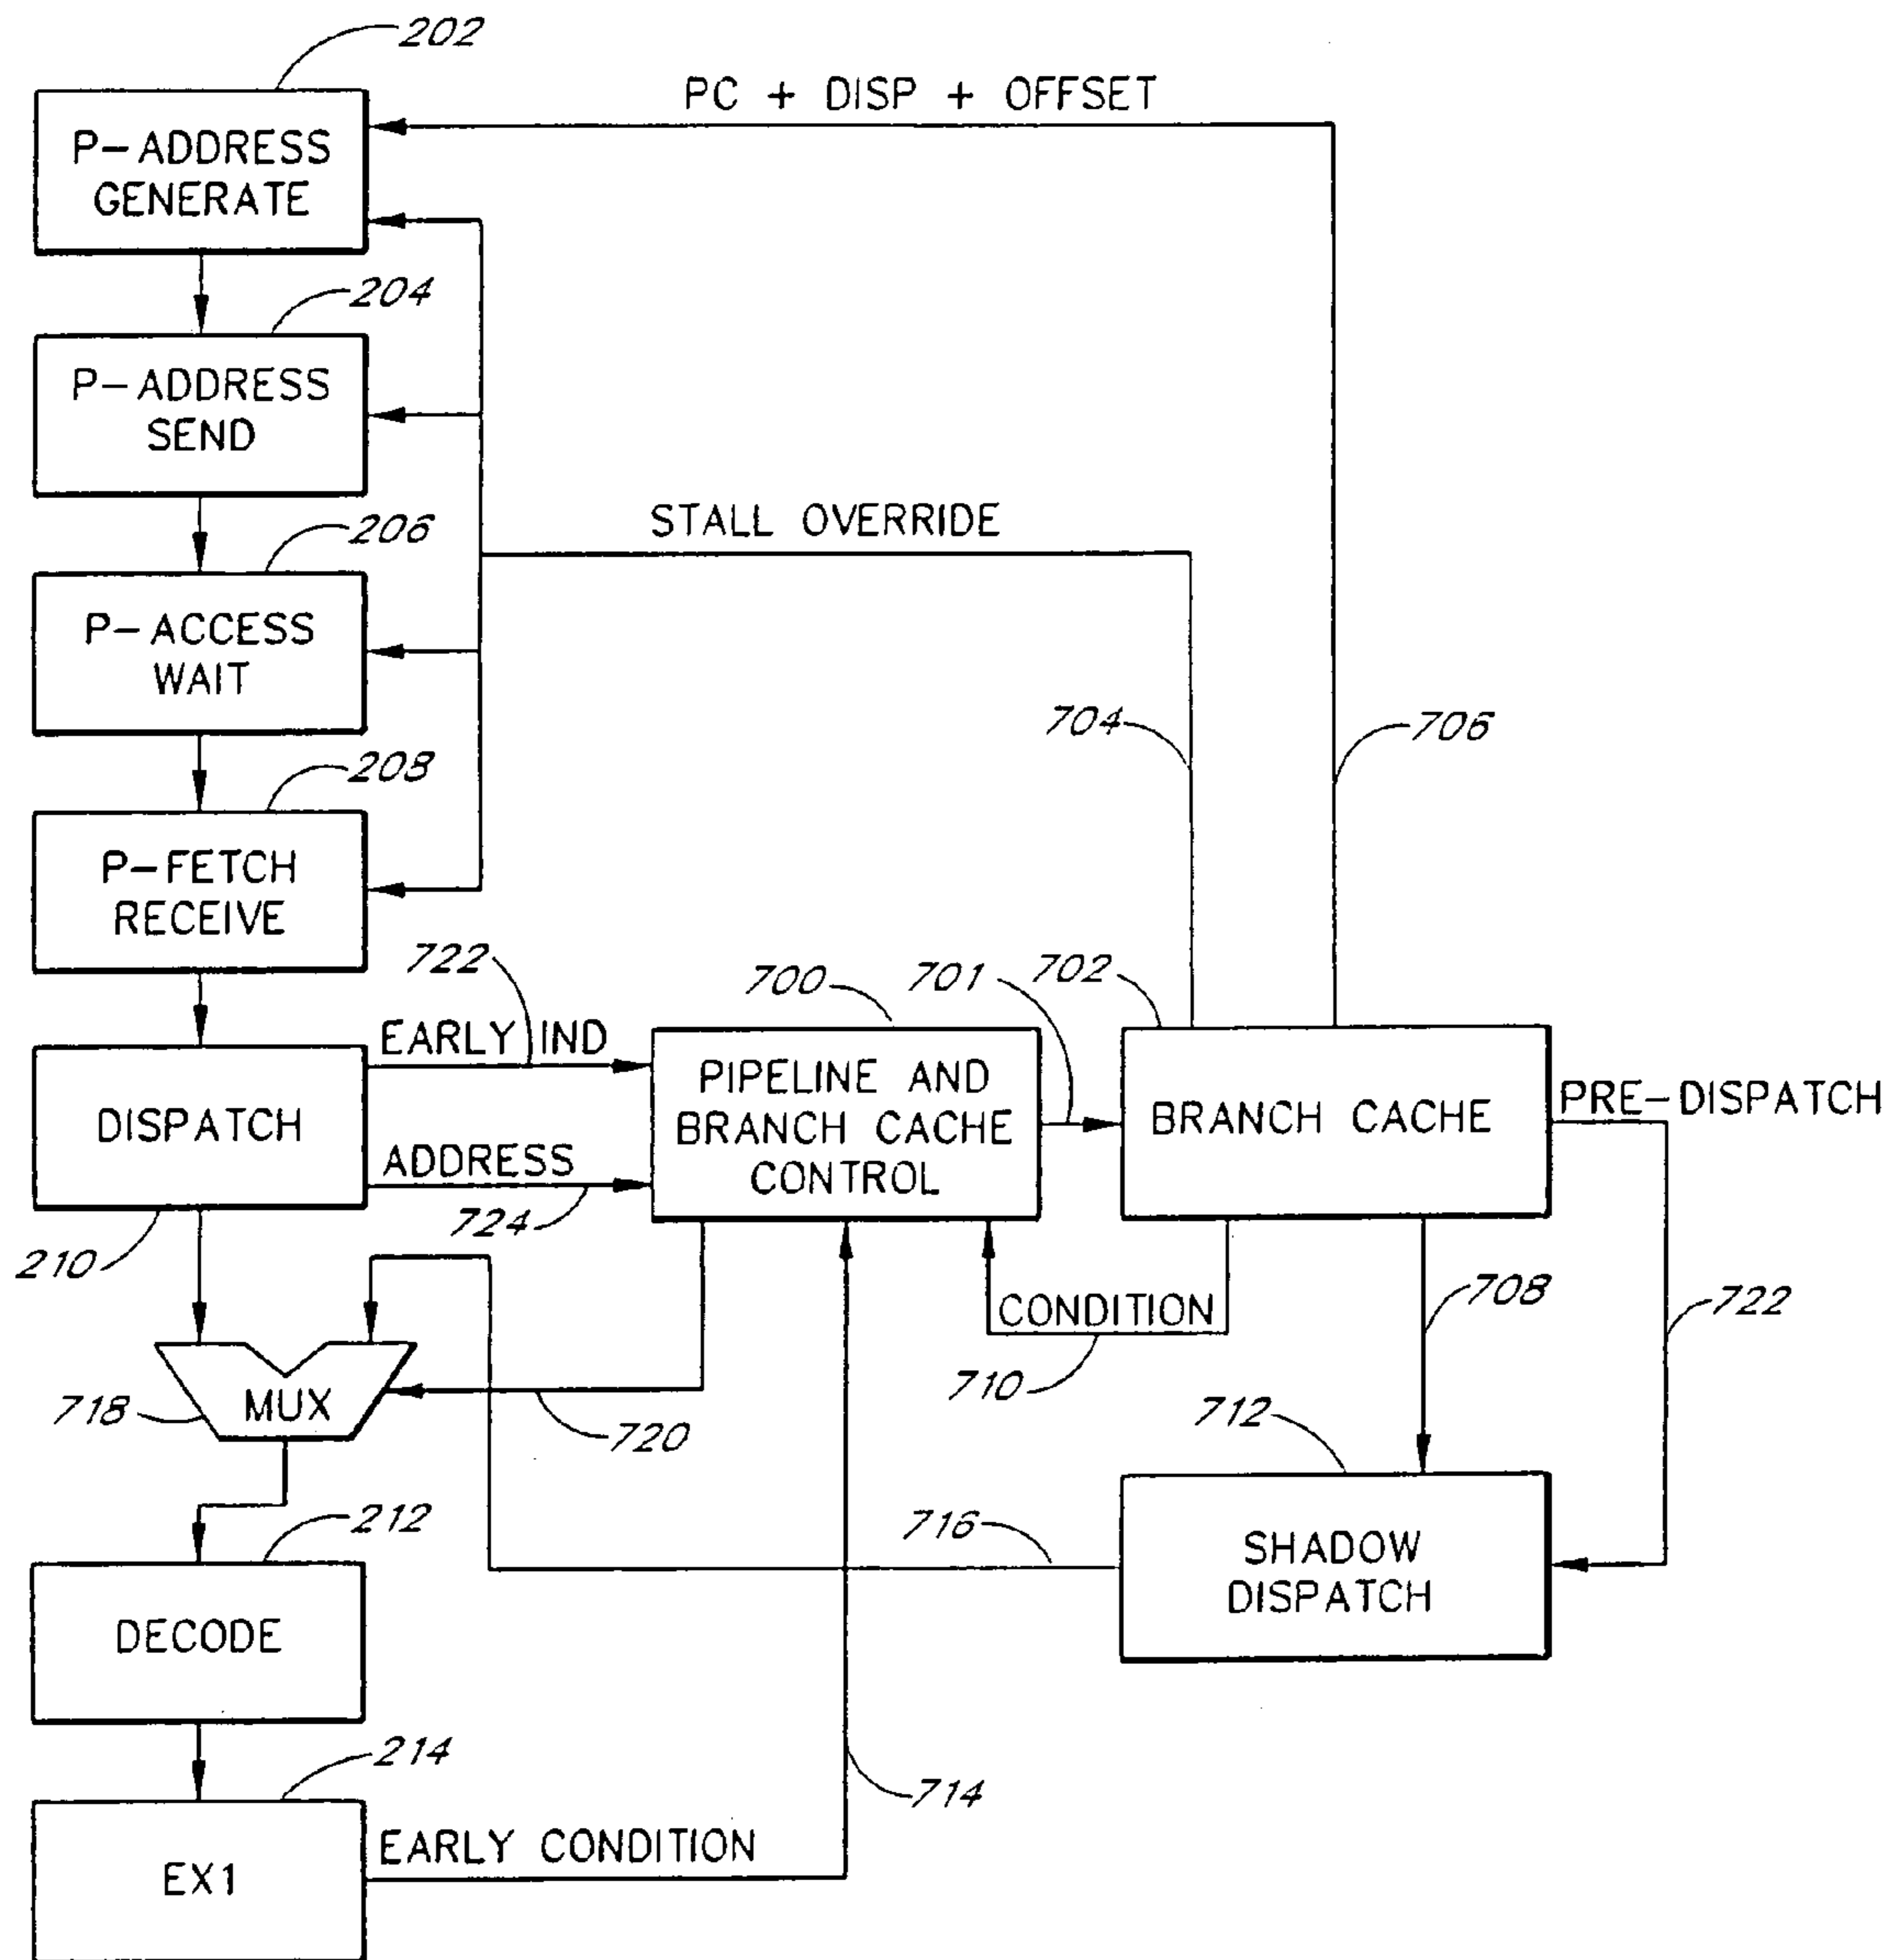 202
PC + DISP + OFFSET
P-ADDRESS
GENERATE
204
P-ADDRESS
SEND
STALL OVERRIDE
206
P-ACCESS
WAIT
704
706
208
P-FETCH
RECEIVE
722
700
701
702
EARLY IND
DISPATCH
ADDRESS
724
PIPELINE AND
BRANCH CACHE
CONTROL
BRANCH CACHE
PRE-DISPATCH
210
CONDITION
708
722
710
MUX
718
720
712
212
716
SHADOW
DISPATCH
DECODE
214
714
EARLY CONDITION
EX1